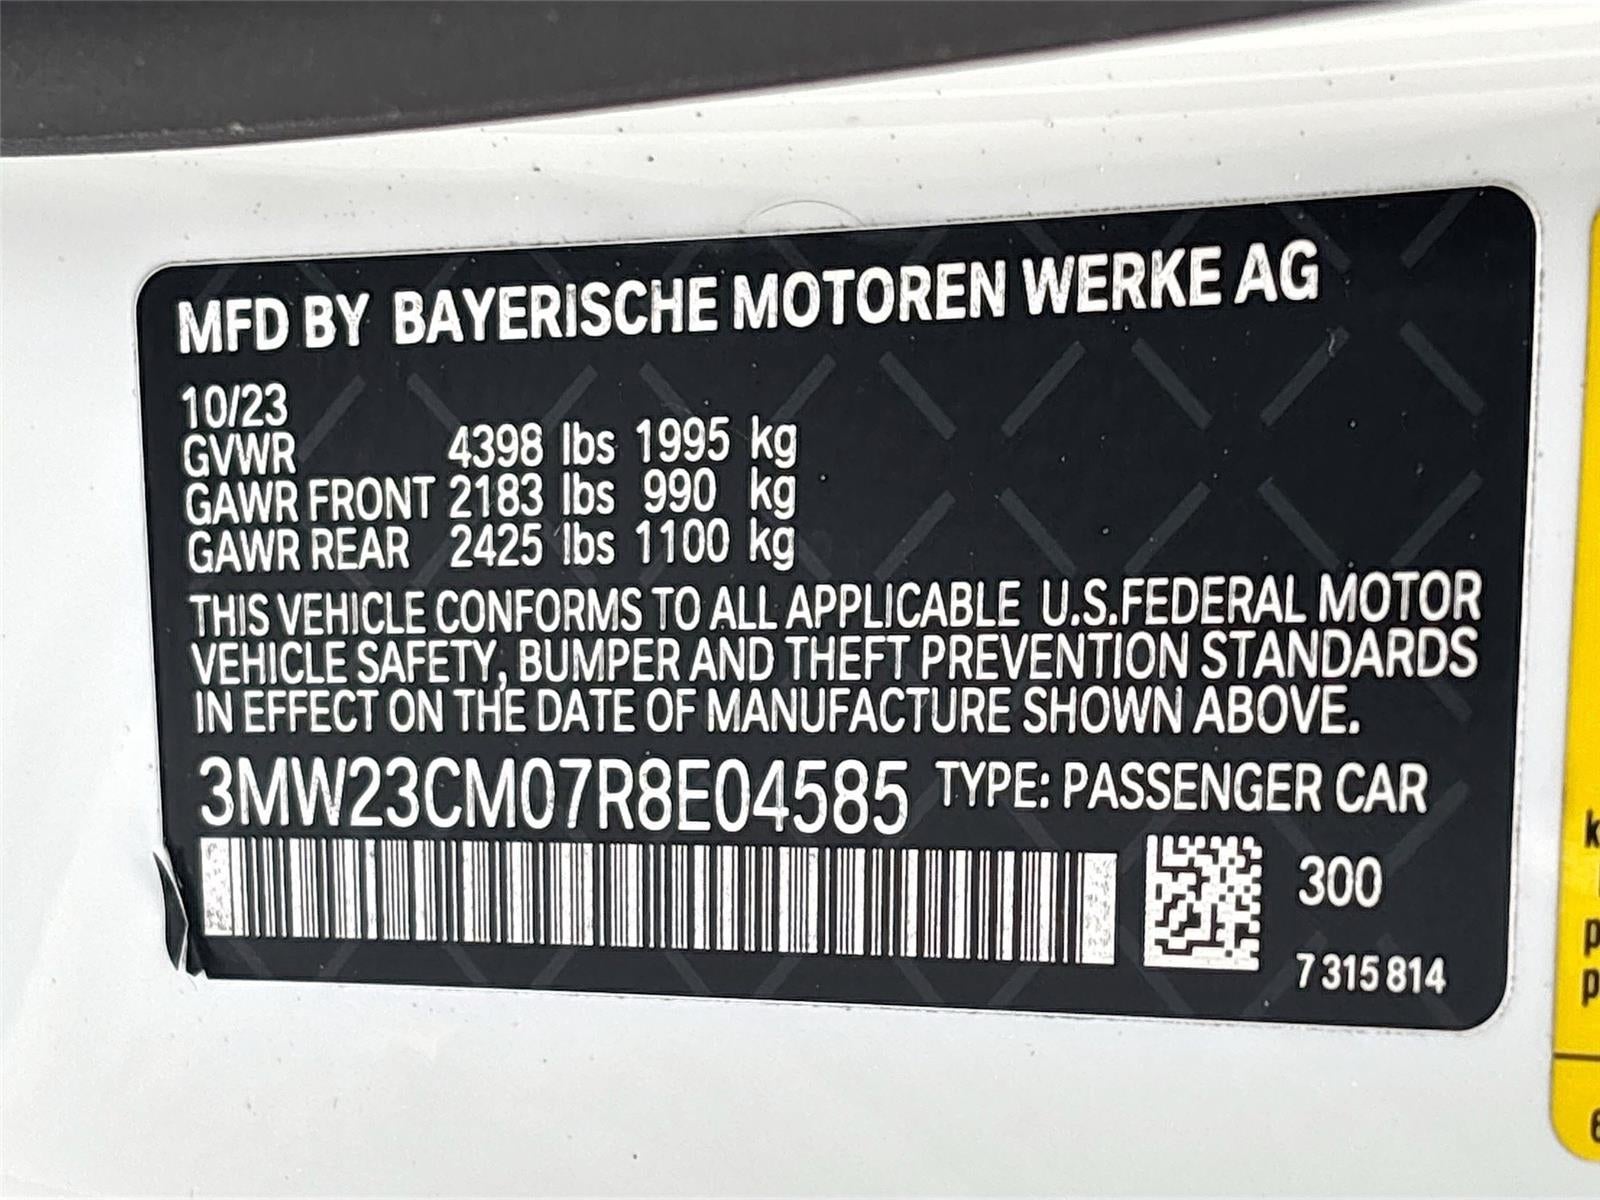 MFD BY BAYERISCHE MOTOREN WERKE AG
10/23
GVWR 4398 lbs 1995 kg
GAWR FRONT 2183 lbs 990 kg
GAWR REAR 2425 lbs 1100 kg
THIS VEHICLE CONFORMS TO ALL APPLICABLE U.S.FEDERAL MOTOR
VEHICLE SAFETY, BUMPER AND THEFT PREVENTION STANDARDS
IN EFFECT ON THE DATE OF MANUFACTURE SHOWN ABOVE.
3MW23CM07R8E04585 TYPE: PASSENGER CAR
300
7 315 814